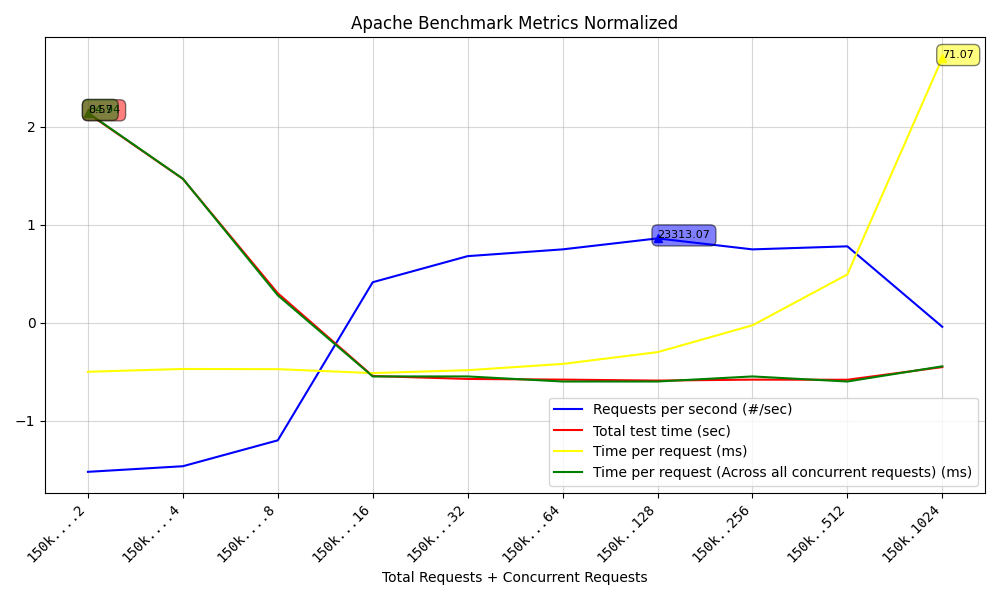 Apache Benchmark Metrics Normalized
71.07
23313.07
2
1
0
−1
Requests per second (#/sec)
Total test time (sec)
Time per request (ms)
Time per request (Across all concurrent requests) (ms)
150k....2
150k....4
150k....8
150k...16
150k...32
150k...64
150k..128
150k..256
150k..512
150k.1024
Total Requests + Concurrent Requests